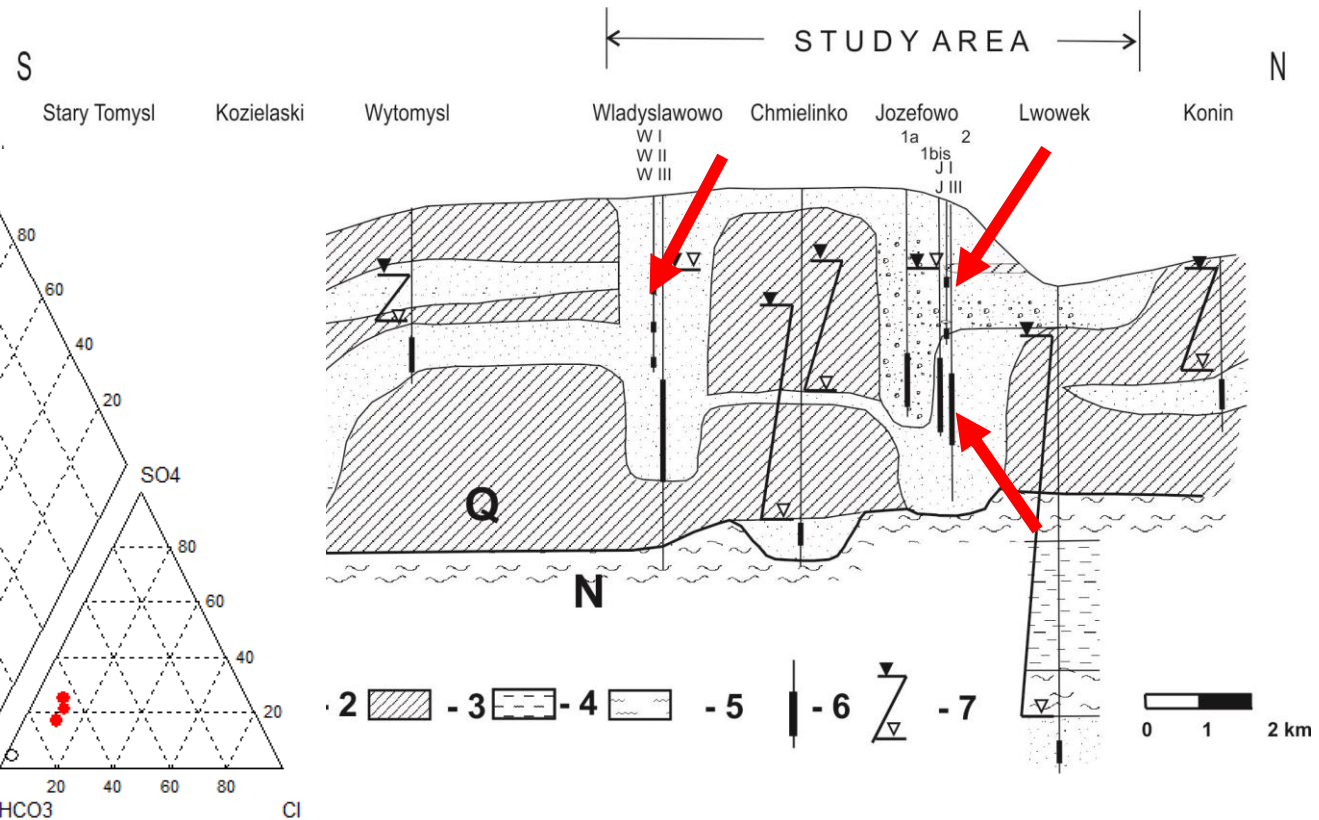 STUDY AREA
S
N
Stary Tomysl Kozielaski Wytomysl Wladyslawowo Chmielinko Jozefowo Lwowek Konin
W I
W II
W III
1a 2
1bis
J I
J III
80
60
40
20
SO4
80
60
40
20
20 40 60 80
HCO3 Cl
Q
N
- 2 - 3 - 4 - 5 - 6 - 7
0 1 2 km